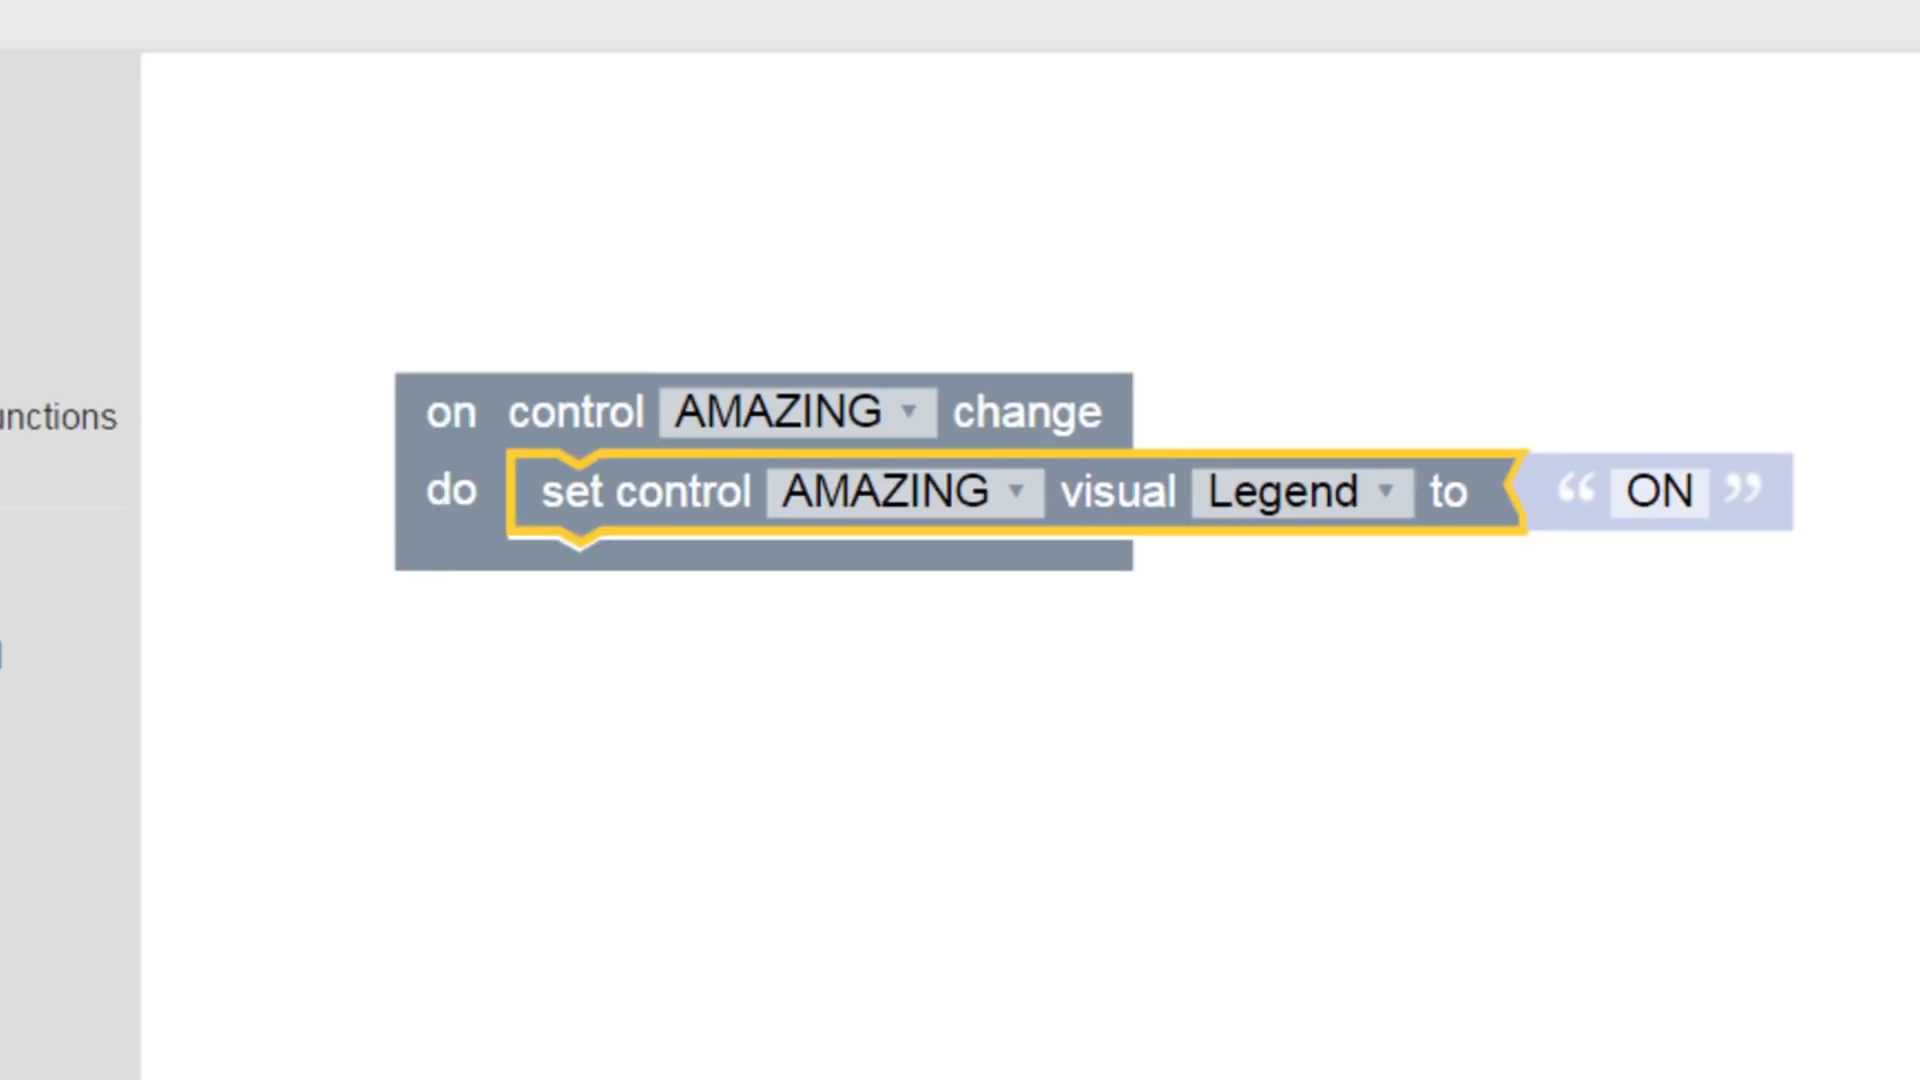 on control AMAZING change
unctions
do set control AMAZING visual Legend to “ ON ”